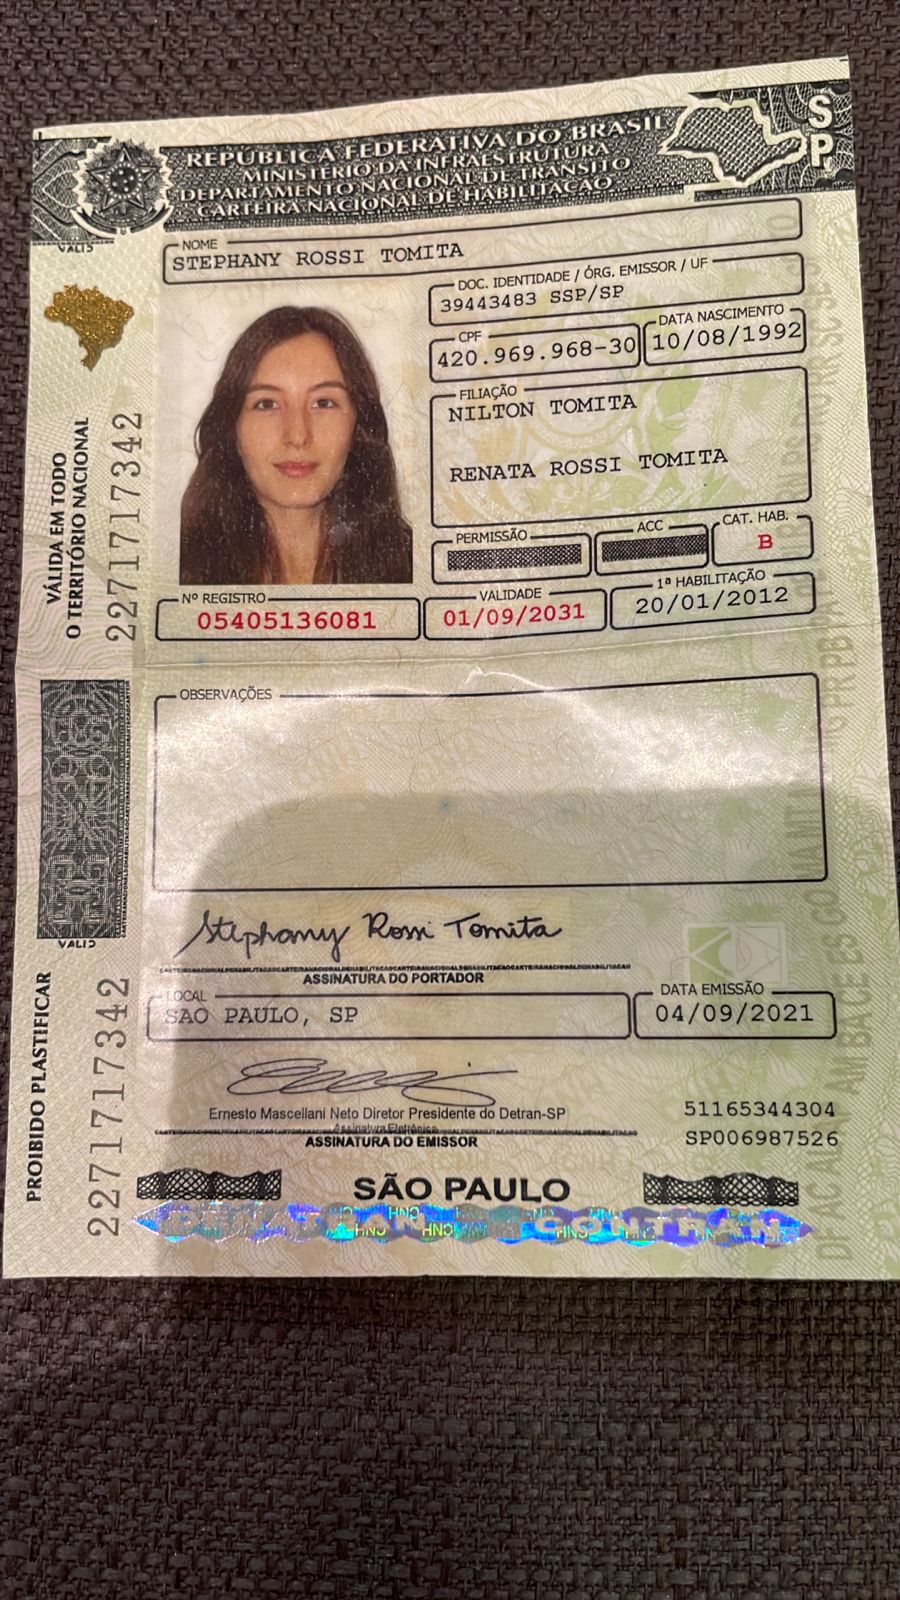 REPÚBLICA FEDERATIVA DO BRASIL
MINISTÉRIO DA INFRAESTRUTURA
DEPARTAMENTO NACIONAL DE TRÂNSITO
CARTEIRA NACIONAL DE HABILITAÇÃO
SP
NOME
STEPHANY ROSSI TOMITA
DOC. IDENTIDADE / ÓRG. EMISSOR / UF
39443483 SSP/SP
CPF
420.969.968-30
DATA NASCIMENTO
10/08/1992
FILIAÇÃO
NILTON TOMITA
RENATA ROSSI TOMITA
PERMISSÃO
ACC
CAT. HAB.
B
Nº REGISTRO
05405136081
VALIDADE
01/09/2031
1ª HABILITAÇÃO
20/01/2012
VÁLIDA EM TODO
O TERRITÓRIO NACIONAL
2271717342
OBSERVAÇÕES
Stephany Rossi Tomita
ASSINATURA DO PORTADOR
LOCAL
SAO PAULO, SP
DATA EMISSÃO
04/09/2021
Ernesto Mascellani Neto Diretor Presidente do Detran-SP
Assinatura Eletrônica
ASSINATURA DO EMISSOR
51165344304
SP006987526
PROIBIDO PLASTIFICAR
2271717342
SÃO PAULO